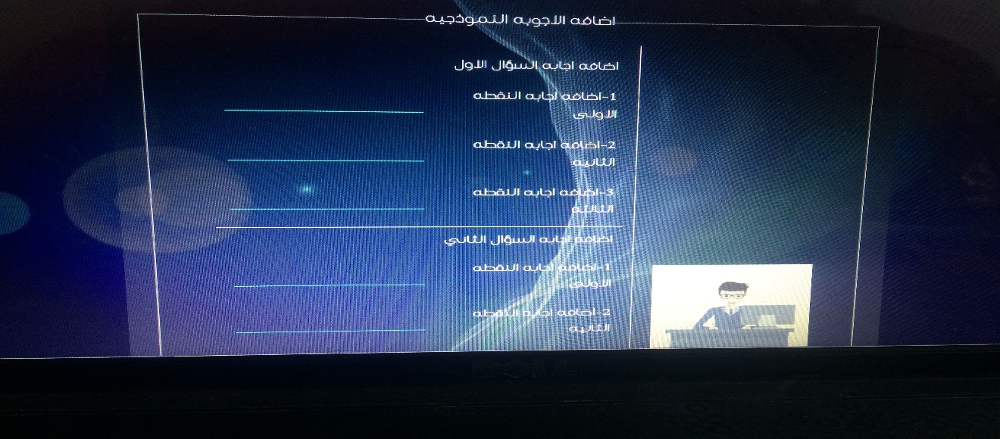 اضافه الاجوبه النموذجيه
اضافه اجابه السؤال الاول
1-اضافه اجابه النقطه
الاولى
2-اضافه اجابه النقطه
الثانيه
3-اضافه اجابه النقطه
الثالثه
اضافه اجابه السؤال الثاني
1-اضافه اجابه النقطه
الاولى
2-اضافه اجابه النقطه
الثانيه